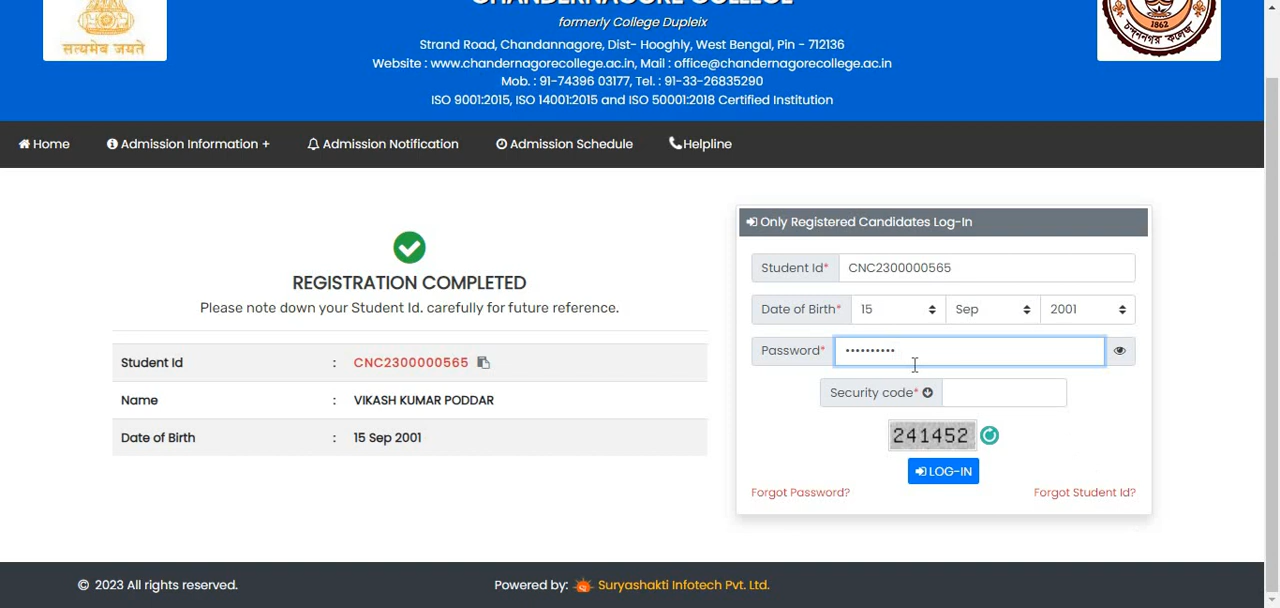 CHANDERNAGORE COLLEGE
formerly College Dupleix
सत्यमेव जयते
Strand Road, Chandannagore, Dist- Hooghly, West Bengal, Pin - 712136
Website : www.chandernagorecollege.ac.in, Mail : office@chandernagorecollege.ac.in
Mob. : 91-74396 03177, Tel. : 91-33-26835290
ISO 9001:2015, ISO 14001:2015 and ISO 50001:2018 Certified Institution
1862
চন্দননগর কলেজ
Home
Admission Information +
Admission Notification
Admission Schedule
Helpline
REGISTRATION COMPLETED
Please note down your Student Id. carefully for future reference.
Student Id : CNC2300000565
Name : VIKASH KUMAR PODDAR
Date of Birth : 15 Sep 2001
Only Registered Candidates Log-In
Student Id* CNC2300000565
Date of Birth* 15 Sep 2001
Password* ••••••••••
Security code*
241452
LOG-IN
Forgot Password? Forgot Student Id?
© 2023 All rights reserved.
Powered by: Suryashakti Infotech Pvt. Ltd.